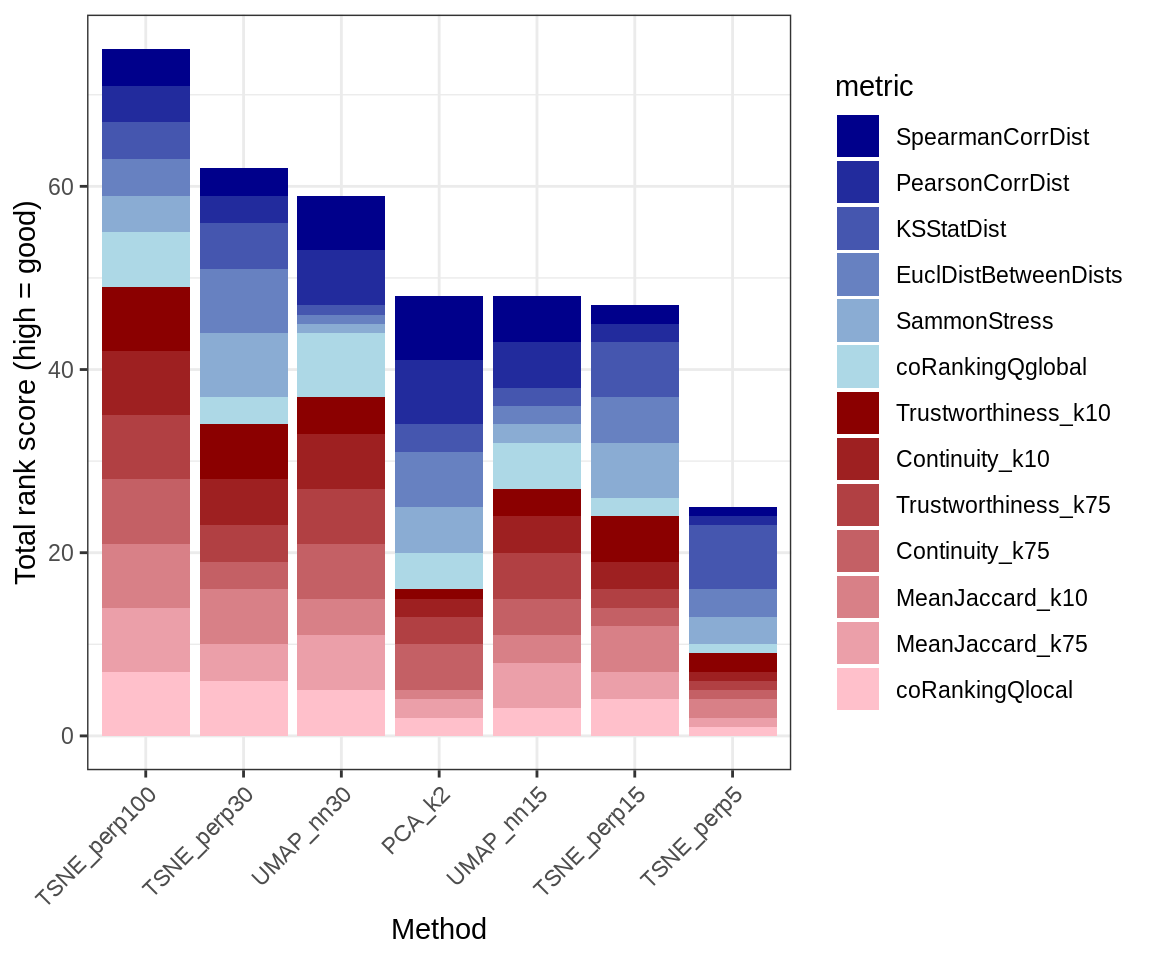 Total rank score (high = good)
60
40
20
0
TSNE_perp100
TSNE_perp30
UMAP_nn30
PCA_k2
UMAP_nn15
TSNE_perp15
TSNE_perp5
Method
metric
SpearmanCorrDist
PearsonCorrDist
KSStatDist
EuclDistBetweenDists
SammonStress
coRankingQglobal
Trustworthiness_k10
Continuity_k10
Trustworthiness_k75
Continuity_k75
MeanJaccard_k10
MeanJaccard_k75
coRankingQlocal